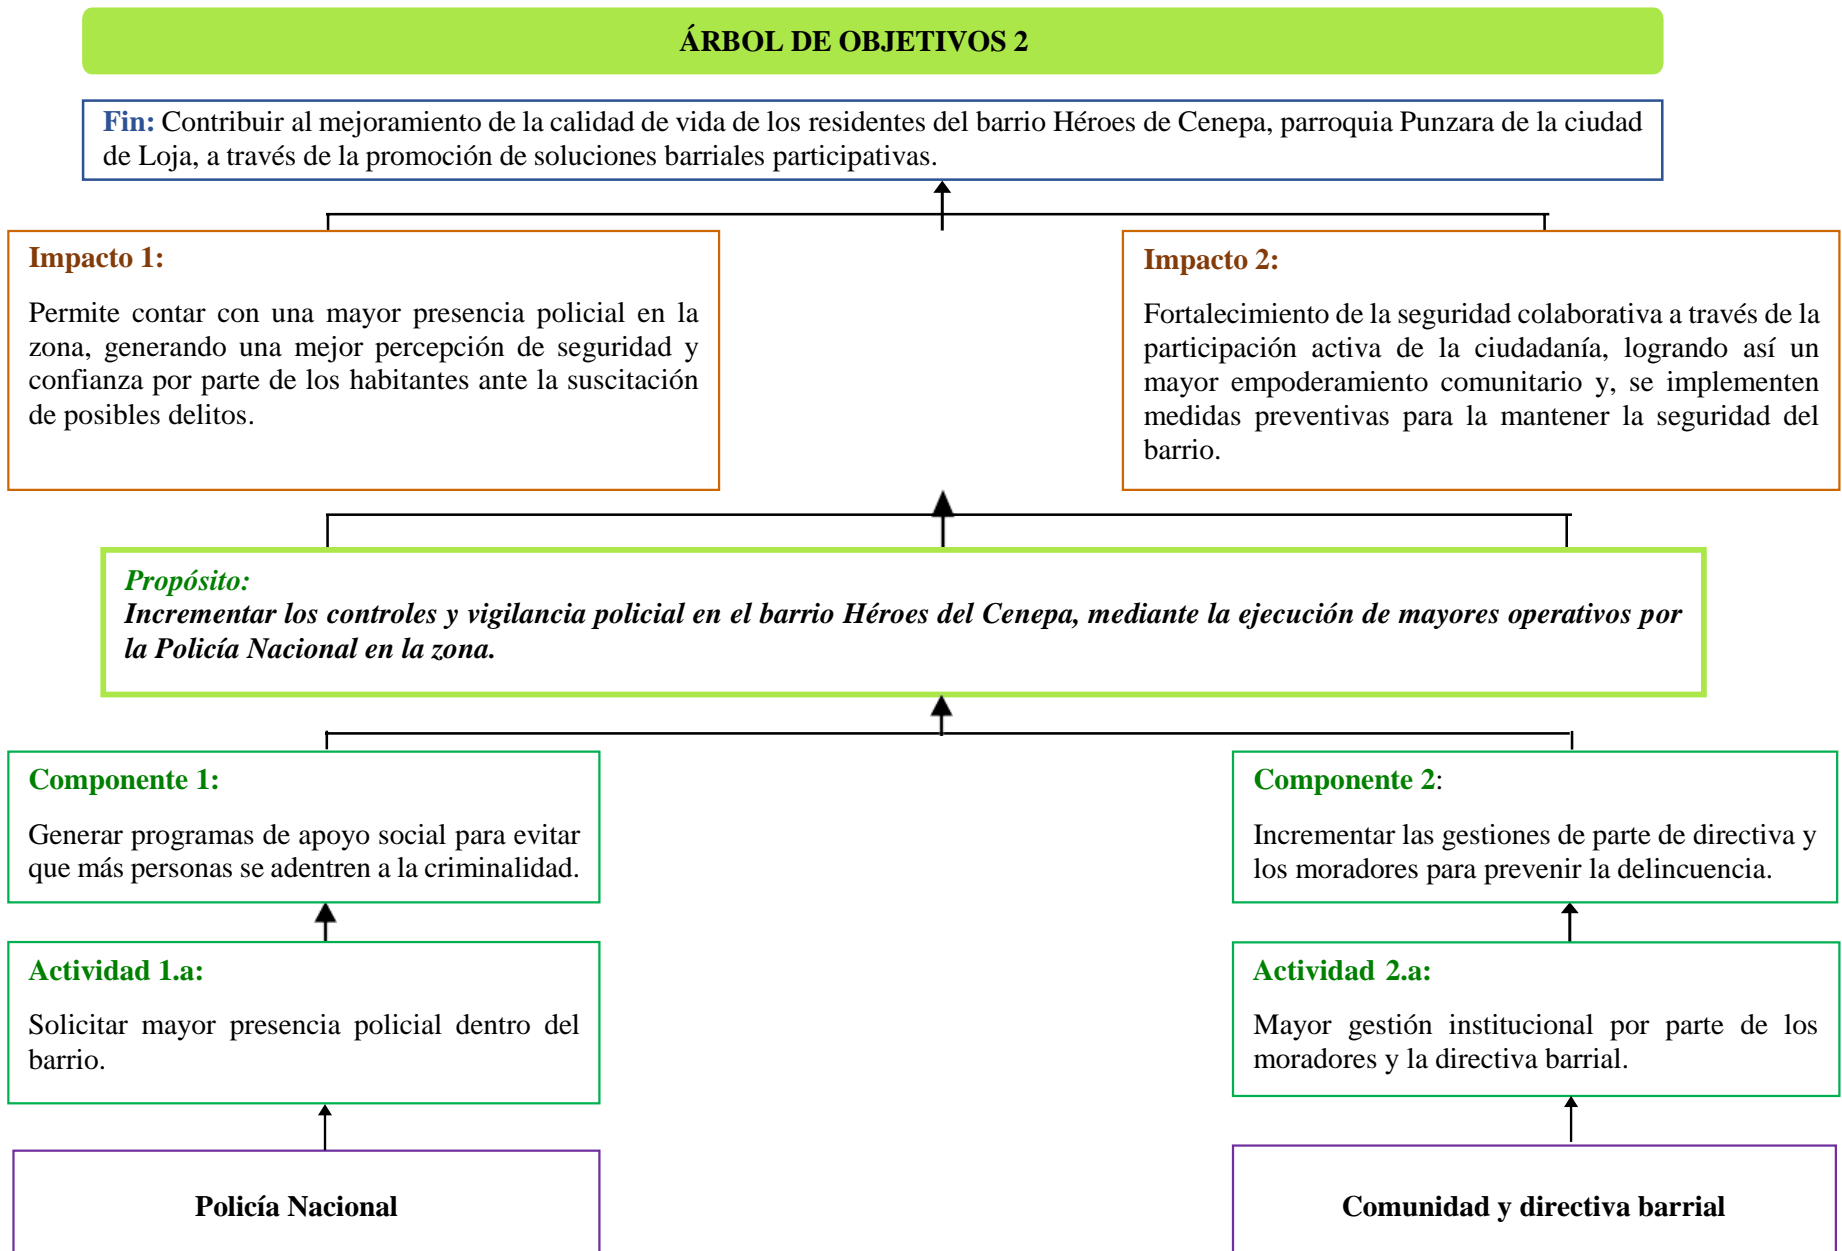 ÁRBOL DE OBJETIVOS 2
Fin: Contribuir al mejoramiento de la calidad de vida de los residentes del barrio Héroes de Cenepa, parroquia Punzara de la ciudad
de Loja, a través de la promoción de soluciones barriales participativas.
Impacto 1:
Permite contar con una mayor presencia policial en la
zona, generando una mejor percepción de seguridad y
confianza por parte de los habitantes ante la suscitación
de posibles delitos.
Impacto 2:
Fortalecimiento de la seguridad colaborativa a través de la
participación activa de la ciudadanía, logrando así un
mayor empoderamiento comunitario y, se implementen
medidas preventivas para la mantener la seguridad del
barrio.
Propósito:
Incrementar los controles y vigilancia policial en el barrio Héroes del Cenepa, mediante la ejecución de mayores operativos por
la Policía Nacional en la zona.
Componente 1:
Generar programas de apoyo social para evitar
que más personas se adentren a la criminalidad.
Componente 2:
Incrementar las gestiones de parte de directiva y
los moradores para prevenir la delincuencia.
Actividad 1.a:
Solicitar mayor presencia policial dentro del
barrio.
Actividad 2.a:
Mayor gestión institucional por parte de los
moradores y la directiva barrial.
Policía Nacional
Comunidad y directiva barrial